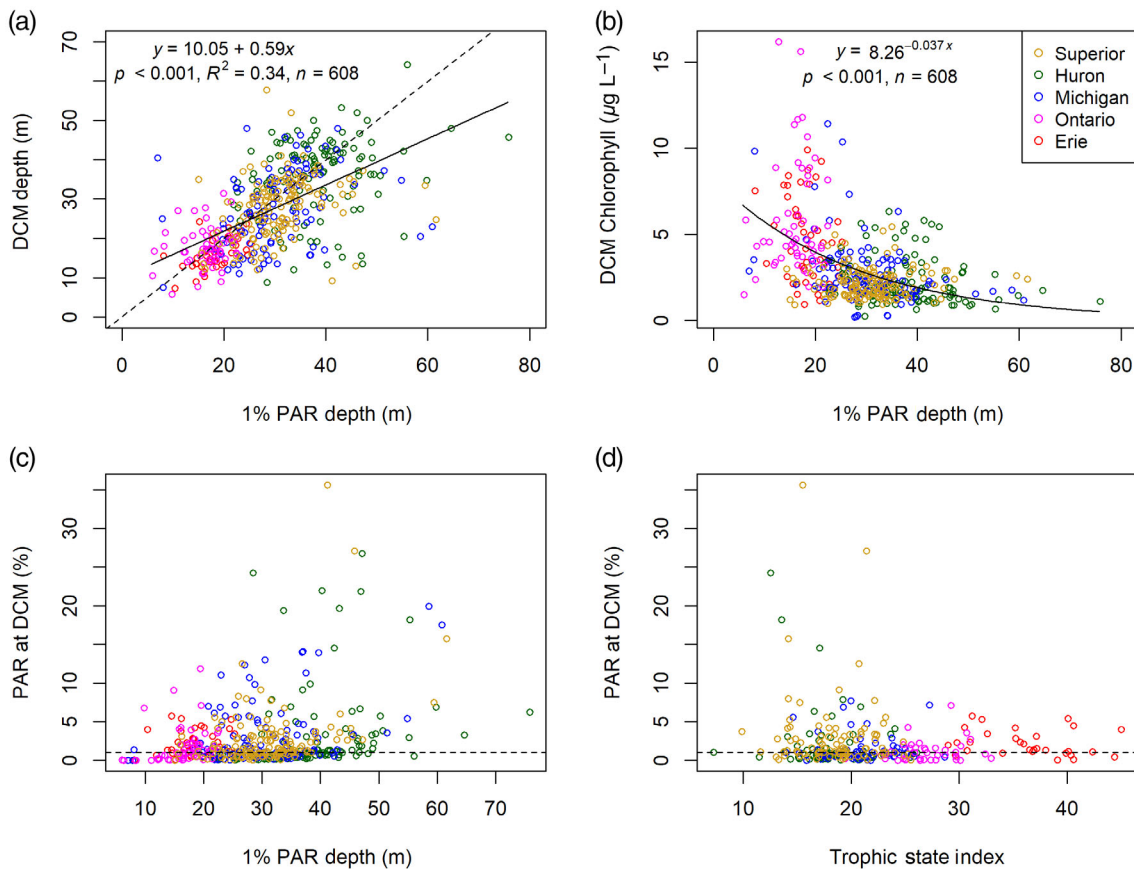 (a)
y = 10.05 + 0.59x
p < 0.001, R² = 0.34, n = 608
DCM depth (m)
70
50
30
10
0
0 20 40 60 80
1% PAR depth (m)
(b)
y = 8.26^−0.037 x
p < 0.001, n = 608
Superior
Huron
Michigan
Ontario
Erie
DCM Chlorophyll (µg L⁻¹)
15
10
5
0
0 20 40 60 80
1% PAR depth (m)
(c)
PAR at DCM (%)
30
20
10
5
0
10 20 30 40 50 60 70
1% PAR depth (m)
(d)
PAR at DCM (%)
30
20
10
5
0
10 20 30 40
Trophic state index